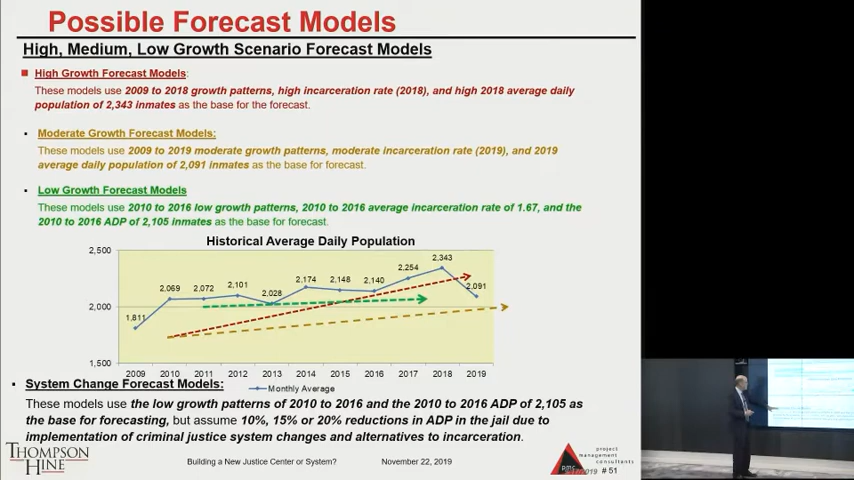 Possible Forecast Models
High, Medium, Low Growth Scenario Forecast Models
High Growth Forecast Models:
These models use 2009 to 2018 growth patterns, high incarceration rate (2018), and high 2018 average daily
population of 2,343 inmates as the base for the forecast.
Moderate Growth Forecast Models:
These models use 2009 to 2019 moderate growth patterns, moderate incarceration rate (2019), and 2019
average daily population of 2,091 inmates as the base for forecast.
Low Growth Forecast Models
These models use 2010 to 2016 low growth patterns, 2010 to 2016 average incarceration rate of 1.67, and the
2010 to 2016 ADP of 2,105 inmates as the base for forecast.
Historical Average Daily Population
2,500
2,000
1,500
1,811
2,069
2,072
2,101
2,028
2,174
2,148
2,140
2,254
2,343
2,091
2009 2010 2011 2012 2013 2014 2015 2016 2017 2018 2019
Monthly Average
System Change Forecast Models:
These models use the low growth patterns of 2010 to 2016 and the 2010 to 2016 ADP of 2,105 as
the base for forecasting, but assume 10%, 15% or 20% reductions in ADP in the jail due to
implementation of criminal justice system changes and alternatives to incarceration.
THOMPSON
HINE
Building a New Justice Center or System?
November 22, 2019
pmc
project
management
consultants
# 51